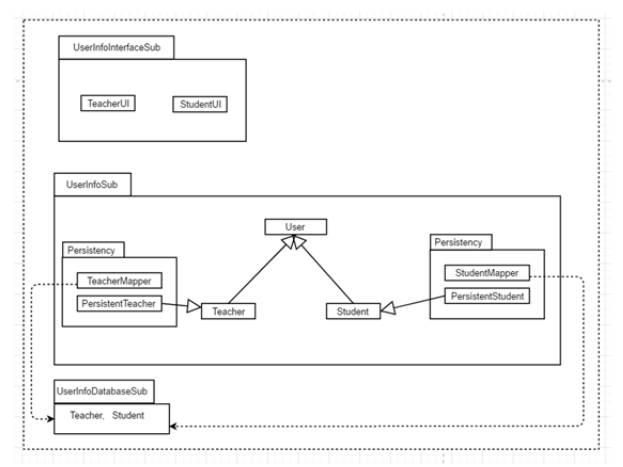 UserInfoInterfaceSub
TeacherUI
StudentUI
UserInfoSub
User
Persistency
Persistency
TeacherMapper
StudentMapper
PersistentTeacher
PersistentStudent
Teacher
Student
UserInfoDatabaseSub
Teacher, Student